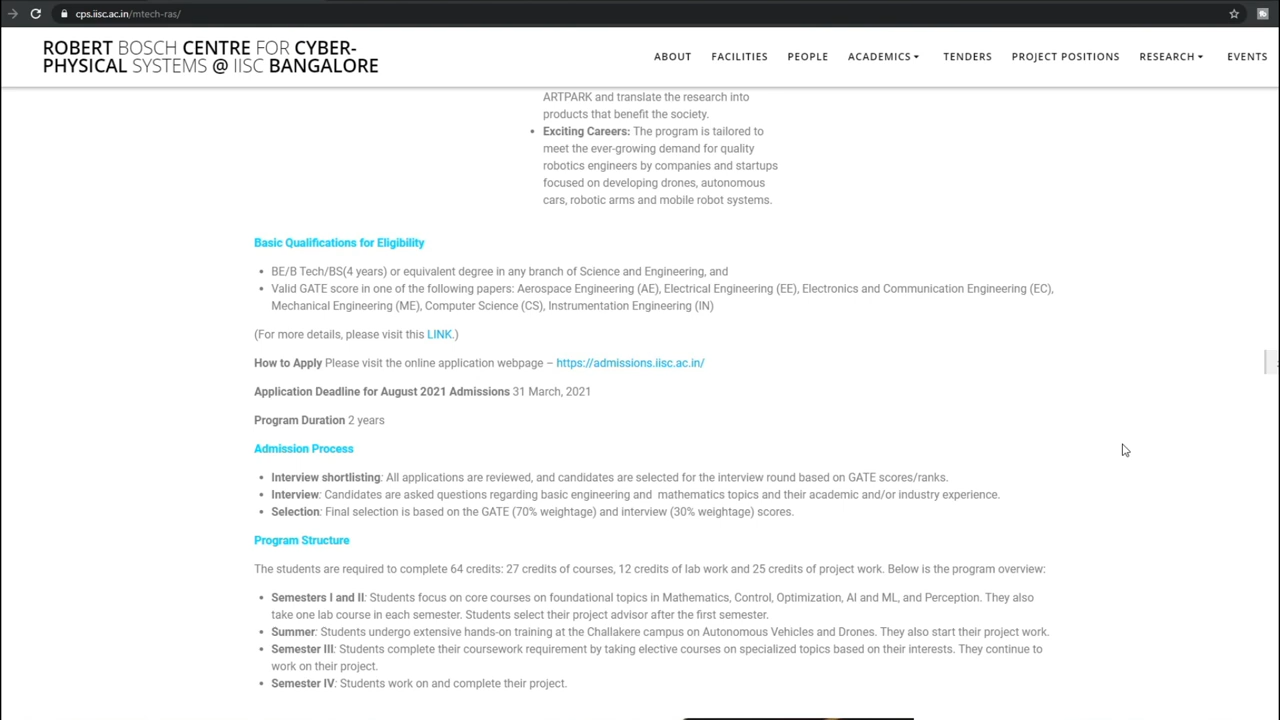 cps.iisc.ac.in/mtech-ras/
ROBERT BOSCH CENTRE FOR CYBER-
PHYSICAL SYSTEMS @ IISC BANGALORE
ABOUT FACILITIES PEOPLE ACADEMICS TENDERS PROJECT POSITIONS RESEARCH EVENTS
ARTPARK and translate the research into
products that benefit the society.
• Exciting Careers: The program is tailored to
meet the ever-growing demand for quality
robotics engineers by companies and startups
focused on developing drones, autonomous
cars, robotic arms and mobile robot systems.
Basic Qualifications for Eligibility
• BE/B Tech/BS(4 years) or equivalent degree in any branch of Science and Engineering, and
• Valid GATE score in one of the following papers: Aerospace Engineering (AE), Electrical Engineering (EE), Electronics and Communication Engineering (EC),
Mechanical Engineering (ME), Computer Science (CS), Instrumentation Engineering (IN)
(For more details, please visit this LINK.)
How to Apply Please visit the online application webpage – https://admissions.iisc.ac.in/
Application Deadline for August 2021 Admissions 31 March, 2021
Program Duration 2 years
Admission Process
• Interview shortlisting: All applications are reviewed, and candidates are selected for the interview round based on GATE scores/ranks.
• Interview: Candidates are asked questions regarding basic engineering and mathematics topics and their academic and/or industry experience.
• Selection: Final selection is based on the GATE (70% weightage) and interview (30% weightage) scores.
Program Structure
The students are required to complete 64 credits: 27 credits of courses, 12 credits of lab work and 25 credits of project work. Below is the program overview:
• Semesters I and II: Students focus on core courses on foundational topics in Mathematics, Control, Optimization, AI and ML, and Perception. They also
take one lab course in each semester. Students select their project advisor after the first semester.
• Summer: Students undergo extensive hands-on training at the Challakere campus on Autonomous Vehicles and Drones. They also start their project work.
• Semester III: Students complete their coursework requirement by taking elective courses on specialized topics based on their interests. They continue to
work on their project.
• Semester IV: Students work on and complete their project.